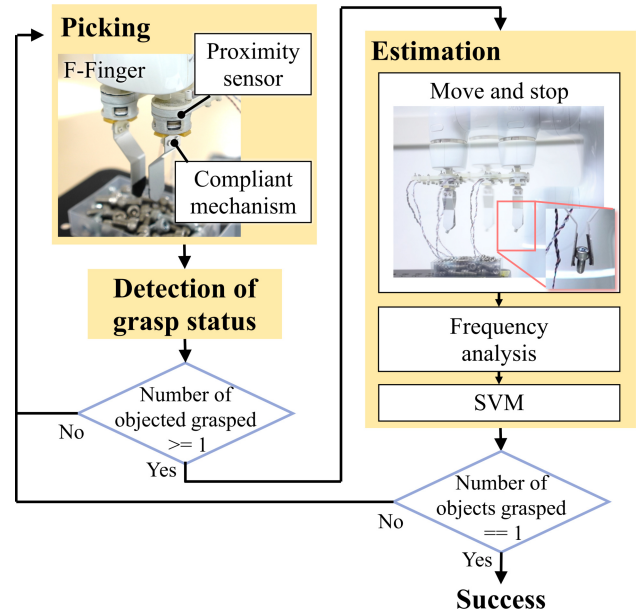 Picking
F-Finger
Proximity
sensor
Compliant
mechanism
Detection of
grasp status
Number of
objected grasped
>= 1
No
Yes
Estimation
Move and stop
Frequency
analysis
SVM
Number of
objects grasped
== 1
No
Yes
Success